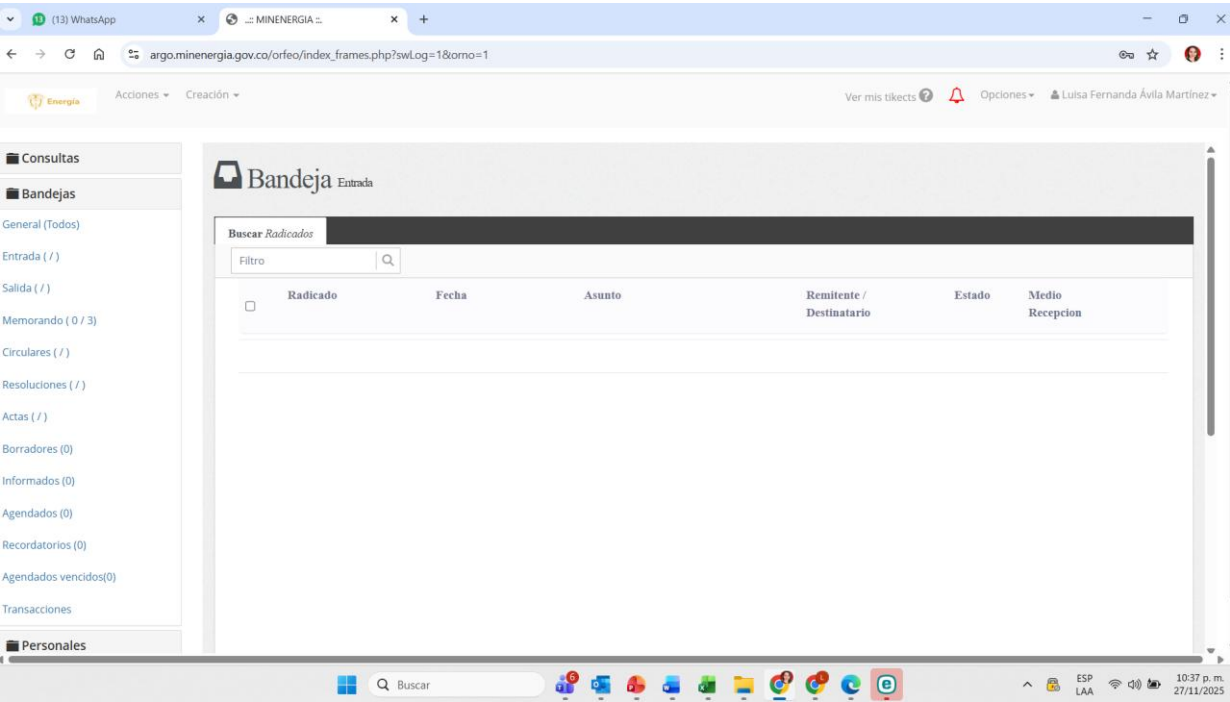 (13) WhatsApp
..:: MINENERGIA ::.
argo.minenergia.gov.co/orfeo/index_frames.php?swLog=1&orno=1
Energía
Acciones
Creación
Ver mis tikects
Opciones
Luisa Fernanda Ávila Martínez
Consultas
Bandejas
General (Todos)
Entrada ( / )
Salida ( / )
Memorando ( 0 / 3)
Circulares ( / )
Resoluciones ( / )
Actas ( / )
Borradores (0)
Informados (0)
Agendados (0)
Recordatorios (0)
Agendados vencidos(0)
Transacciones
Personales
Bandeja Entrada
Buscar Radicados
Filtro
Radicado
Fecha
Asunto
Remitente /
Destinatario
Estado
Medio
Recepcion
Buscar
6
ESP
LAA
10:37 p. m.
27/11/2025